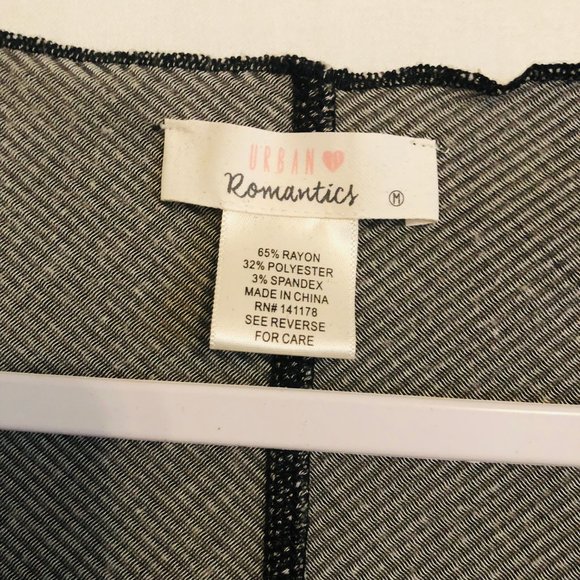 URBAN
Romantics
M
65% RAYON
32% POLYESTER
3% SPANDEX
MADE IN CHINA
RN# 141178
SEE REVERSE
FOR CARE